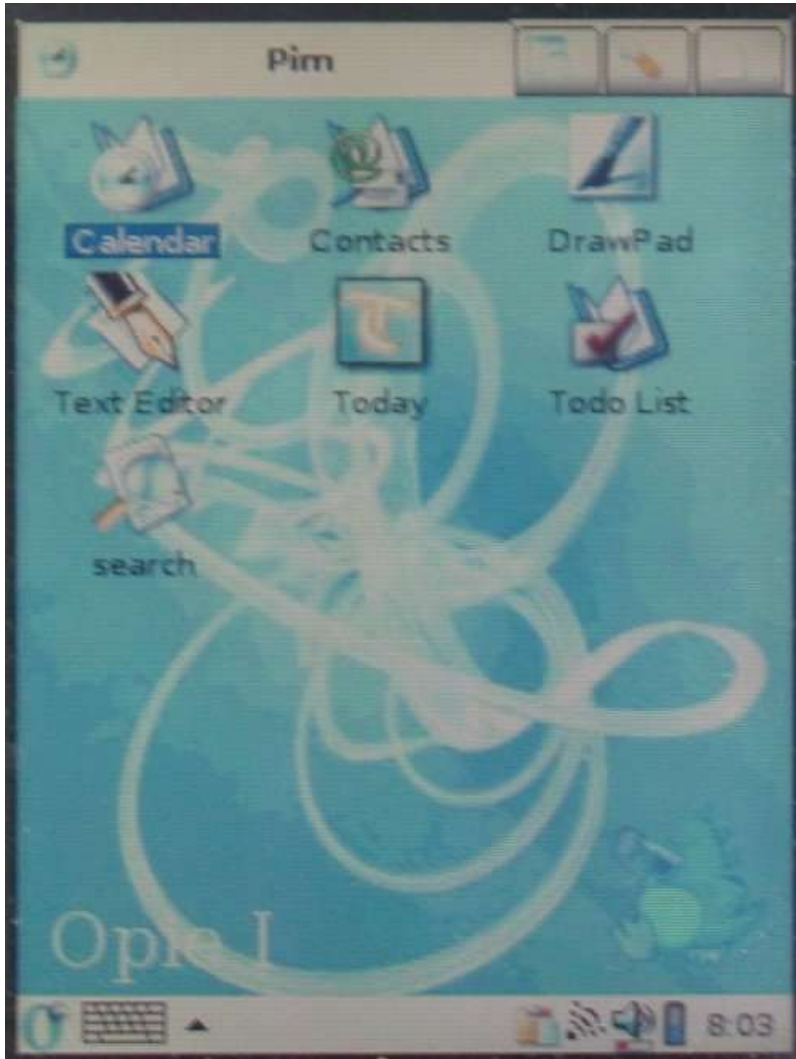 Pim
Calendar Contacts DrawPad
Text Editor Today Todo List
search
Opie I
8:03